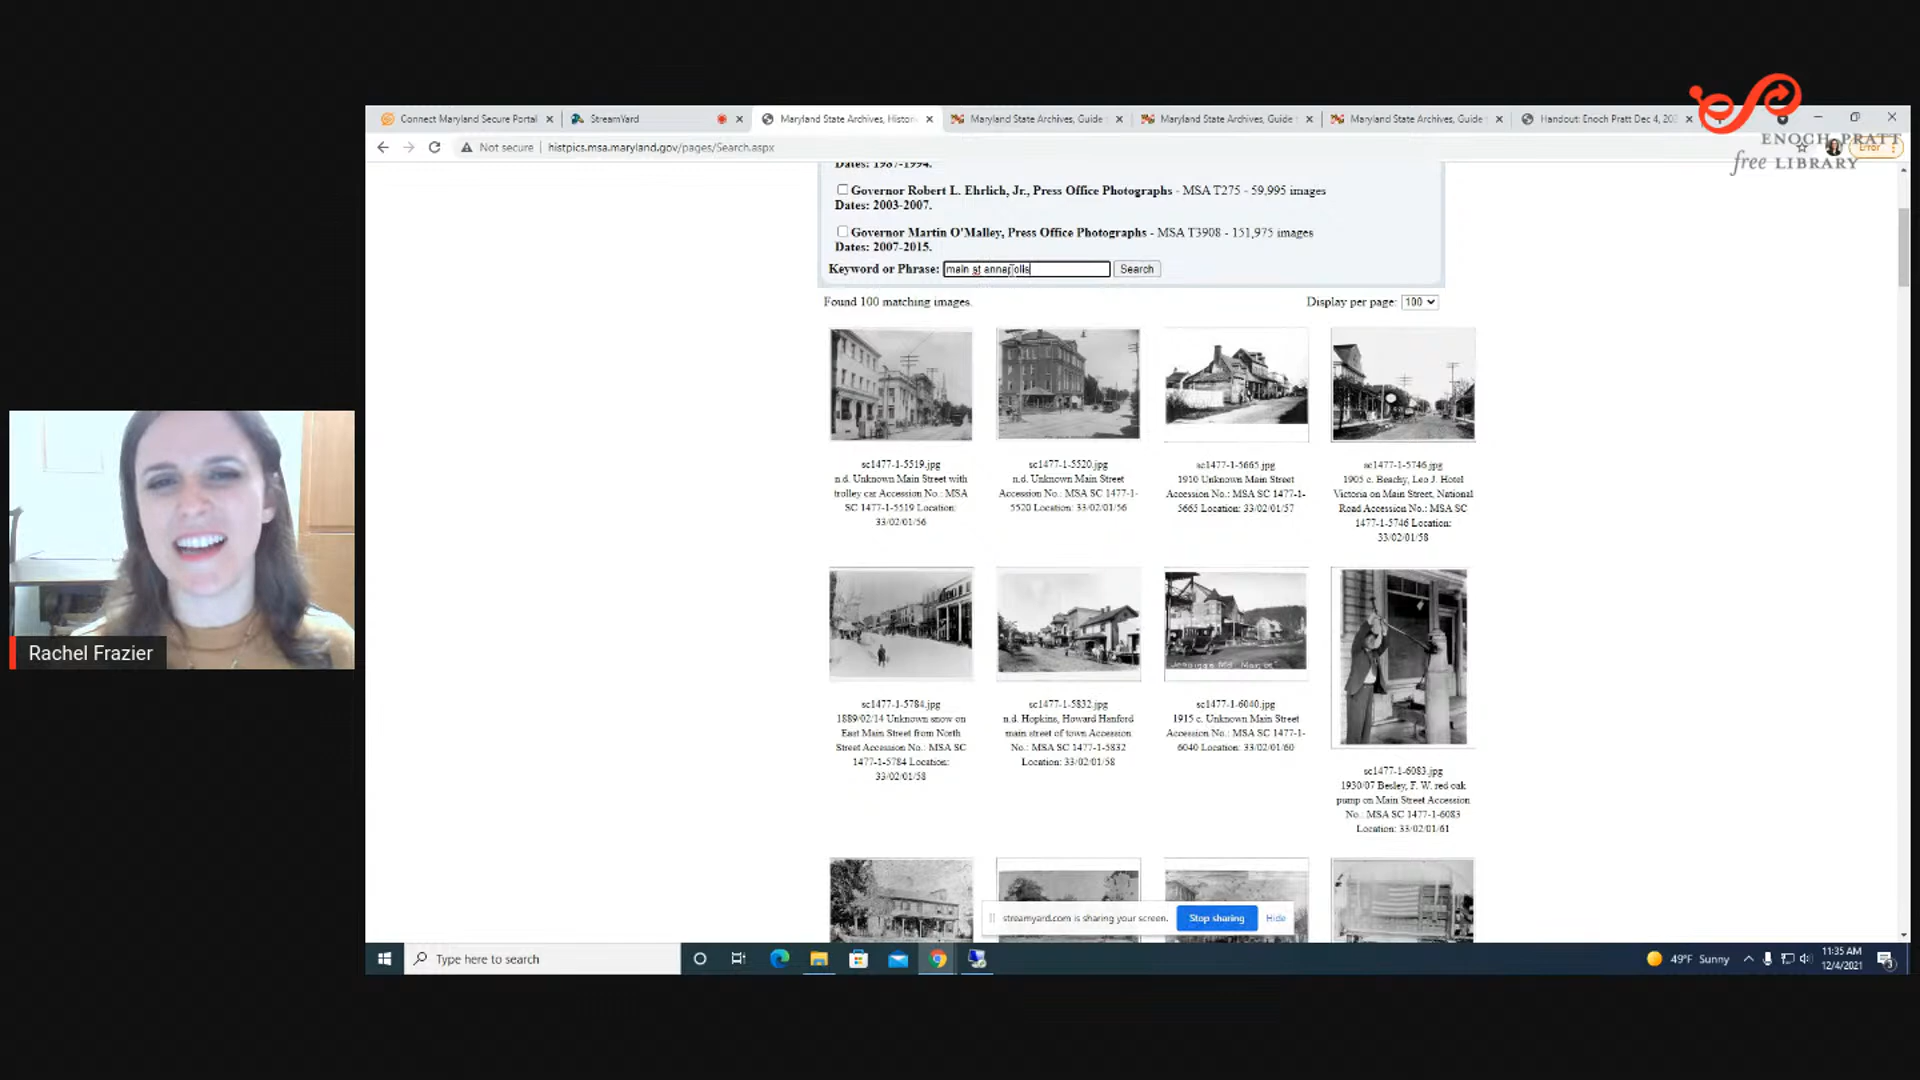 Connect Maryland Secure Portal
StreamYard
Maryland State Archives, Histori
Maryland State Archives, Guide
Maryland State Archives, Guide
Maryland State Archives, Guide
Handout: Enoch Pratt Dec 4, 202
ENOCH PRATT
free LIBRARY
Not secure
histpics.msa.maryland.gov/pages/Search.aspx
Error
Dates: 1987-1994.
Governor Robert L. Ehrlich, Jr., Press Office Photographs - MSA T275 - 59,995 images
Dates: 2003-2007.
Governor Martin O'Malley, Press Office Photographs - MSA T3908 - 151,975 images
Dates: 2007-2015.
Keyword or Phrase: main st annapolis Search
Found 100 matching images.
Display per page: 100
sc1477-1-5519.jpg
n.d. Unknown Main Street with
trolley car Accession No.: MSA
SC 1477-1-5519 Location:
33/02/01/56
sc1477-1-5520.jpg
n.d. Unknown Main Street
Accession No.: MSA SC 1477-1-
5520 Location: 33/02/01/56
sc1477-1-5665.jpg
1910 Unknown Main Street
Accession No.: MSA SC 1477-1-
5665 Location: 33/02/01/57
sc1477-1-5746.jpg
1905 c. Beachy, Leo J. Hotel
Victoria on Main Street, National
Road Accession No.: MSA SC
1477-1-5746 Location:
33/02/01/58
sc1477-1-5784.jpg
1889/02/14 Unknown snow on
East Main Street from North
Street Accession No.: MSA SC
1477-1-5784 Location:
33/02/01/58
sc1477-1-5832.jpg
n.d. Hopkins, Howard Hanford
main street of town Accession
No.: MSA SC 1477-1-5832
Location: 33/02/01/58
sc1477-1-6040.jpg
1915 c. Unknown Main Street
Accession No.: MSA SC 1477-1-
6040 Location: 33/02/01/60
sc1477-1-6083.jpg
1930/07 Besley, F. W. red oak
pump on Main Street Accession
No.: MSA SC 1477-1-6083
Location: 33/02/01/61
Rachel Frazier
streamyard.com is sharing your screen.
Stop sharing
Hide
Type here to search
49°F Sunny
11:35 AM
12/4/2021
3